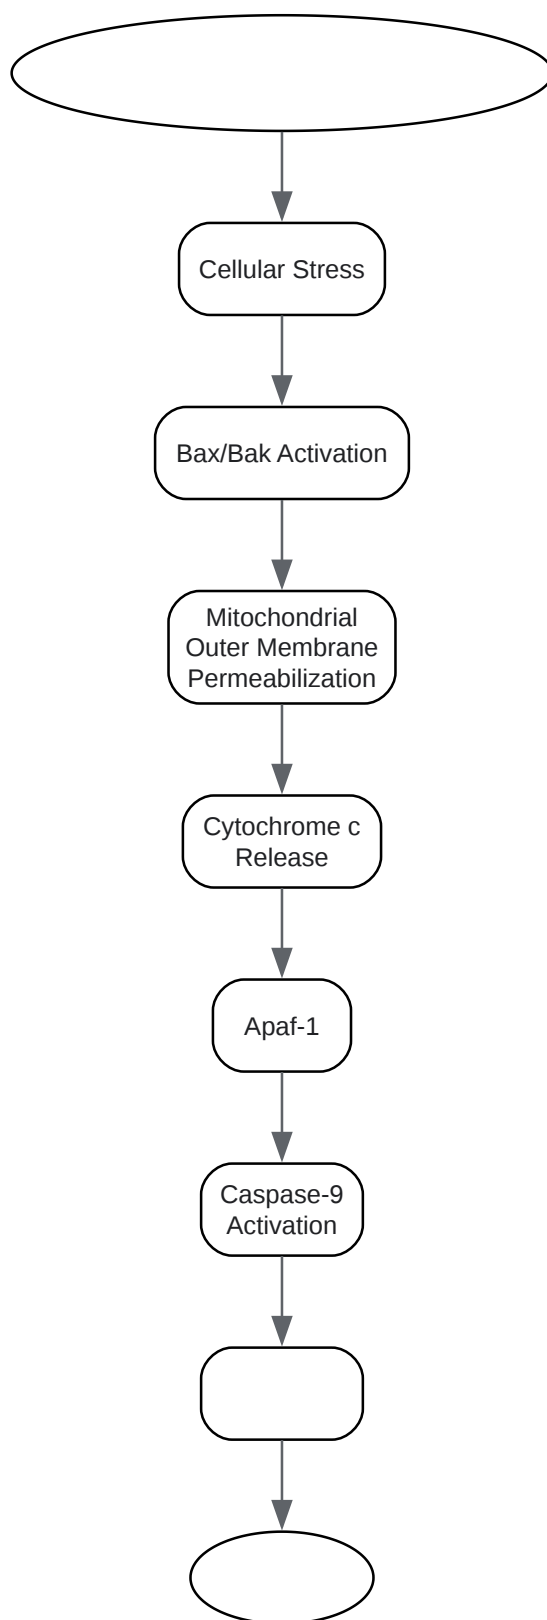 Cellular Stress
Bax/Bak Activation
Mitochondrial
Outer Membrane
Permeabilization
Cytochrome c
Release
Apaf-1
Caspase-9
Activation